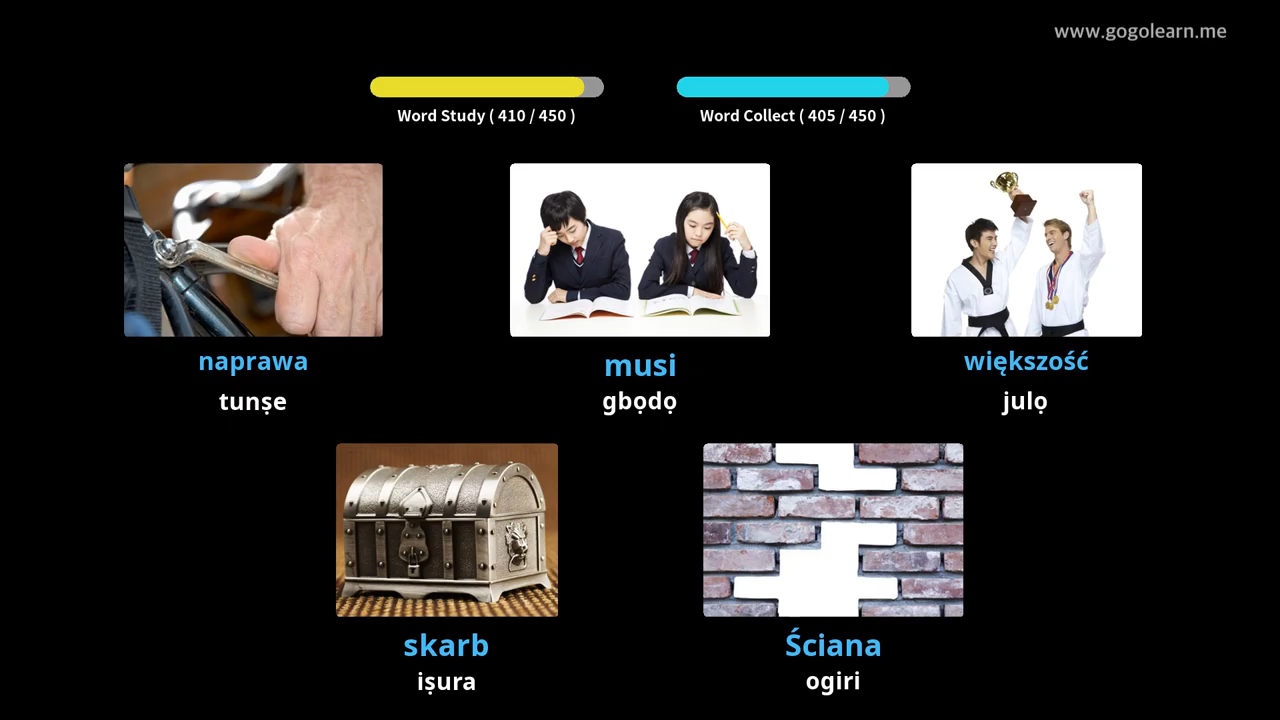 www.gogolearn.me
Word Study ( 410 / 450 )
Word Collect ( 405 / 450 )
naprawa
tunṣe
musi
gbọdọ
większość
julọ
skarb
iṣura
Ściana
ogiri